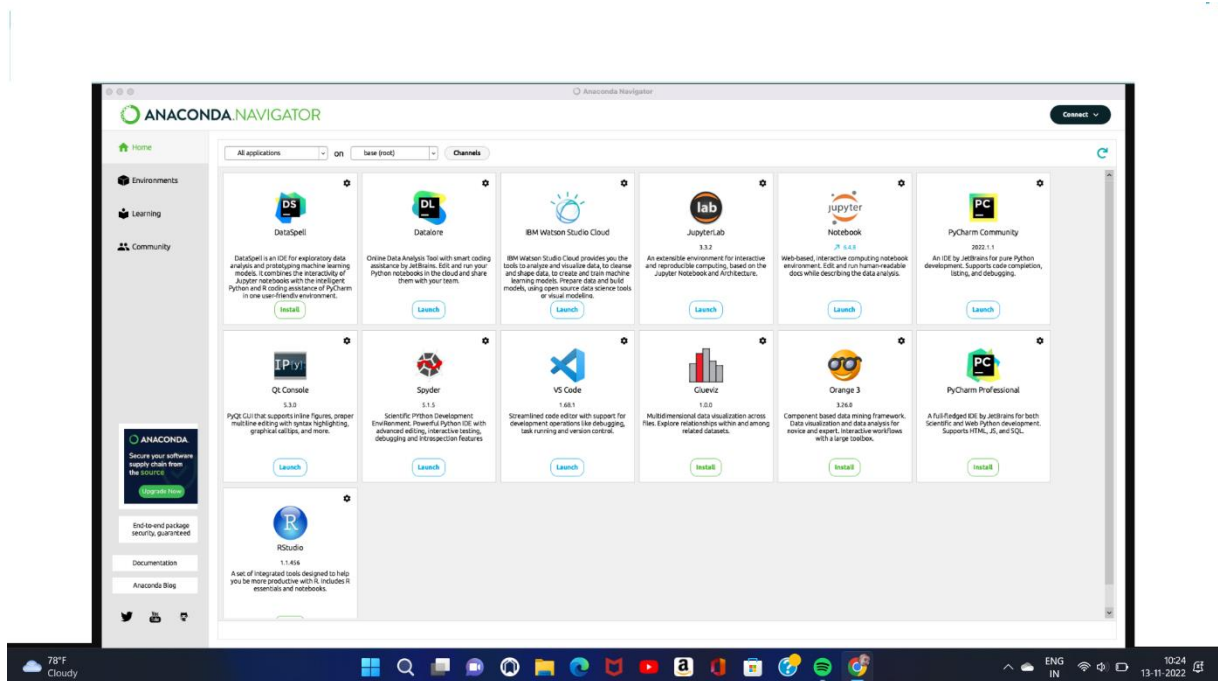 Anaconda Navigator
ANACONDA.NAVIGATOR
Connect
Home
Environments
Learning
Community
All applications
on
base (root)
Channels
DS
DataSpell
DataSpell is an IDE for exploratory data
analysis and prototyping machine learning
models. It combines the interactivity of
Jupyter notebooks with the intelligent
Python and R coding assistance of PyCharm
in one user-friendly environment.
Install
DL
Datalore
Online Data Analysis Tool with smart coding
assistance by JetBrains. Edit and run your
Python notebooks in the cloud and share
them with your team.
Launch
IBM Watson Studio Cloud
IBM Watson Studio Cloud provides you the
tools to analyze and visualize data, to cleanse
and shape data, to create and train machine
learning models. Prepare data and build
models, using open source data science tools
or visual modeling.
Launch
lab
JupyterLab
3.3.2
An extensible environment for interactive
and reproducible computing, based on the
Jupyter Notebook and Architecture.
Launch
jupyter
Notebook
6.4.8
Web-based, interactive computing notebook
environment. Edit and run human-readable
docs while describing the data analysis.
Launch
PC
PyCharm Community
2022.1.1
An IDE by JetBrains for pure Python
development. Supports code completion,
listing, and debugging.
Launch
IP[y]:
Qt Console
5.3.0
PyQt GUI that supports inline figures, proper
multiline editing with syntax highlighting,
graphical calltips, and more.
Launch
Spyder
5.1.5
Scientific PYthon Development
EnviRonment. Powerful Python IDE with
advanced editing, interactive testing,
debugging and introspection features
Launch
VS Code
1.68.1
Streamlined code editor with support for
development operations like debugging,
task running and version control.
Launch
Glueviz
1.0.0
Multidimensional data visualization across
files. Explore relationships within and among
related datasets.
Install
Orange 3
3.26.0
Component based data mining framework.
Data visualization and data analysis for
novice and expert. Interactive workflows
with a large toolbox.
Install
PC
PyCharm Professional
A full-fledged IDE by JetBrains for both
Scientific and Web Python development.
Supports HTML, JS, and SQL.
Install
R
RStudio
1.1.456
A set of integrated tools designed to help
you be more productive with R. Includes R
essentials and notebooks.
ANACONDA.
Secure your software
supply chain from
the source
Upgrade Now
End-to-end package
security, guaranteed
Documentation
Anaconda Blog
78°F
Cloudy
ENG
IN
10:24
13-11-2022